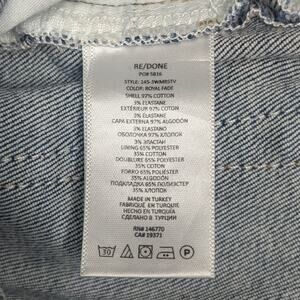 RE/DONE
PO# 5816
STYLE: 145-3WMRSTV
COLOR: ROYAL FADE
SHELL 97% COTTON
3% ELASTANE
EXTÉRIEUR 97% COTON
3% ELASTANE
CAPA EXTERNA 97% ALGODÓN
3% ELASTANO
ОБОЛОЧКА 97% ХЛОПОК
3% ЭЛАСТАН
LINING 65% POLYESTER
35% COTTON
DOUBLURE 65% POLYESTER
35% COTON
FORRO 65% POLIÉSTER
35% ALGODÓN
ПОДКЛАДКА 65% ПОЛИЭСТЕР
35% ХЛОПОК
MADE IN TURKEY
FABRIQUÉ EN TURQUIE
HECHO EN TURQUÍA
СДЕЛАНО В ТУРЦИИ
RN# 146770
CA# 19371
30 P